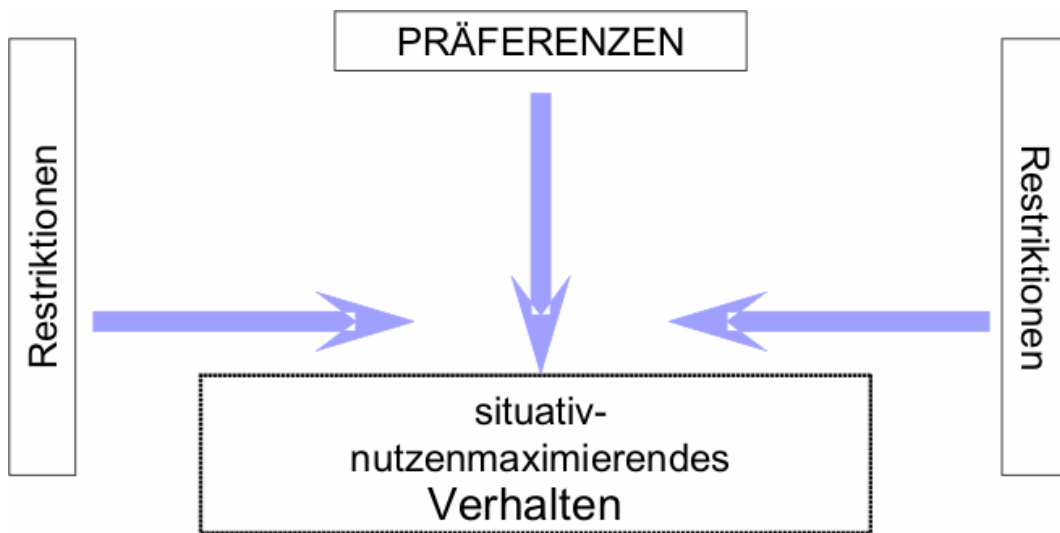 PRÄFERENZEN
Restriktionen
Restriktionen
situativ-
nutzenmaximierendes
Verhalten